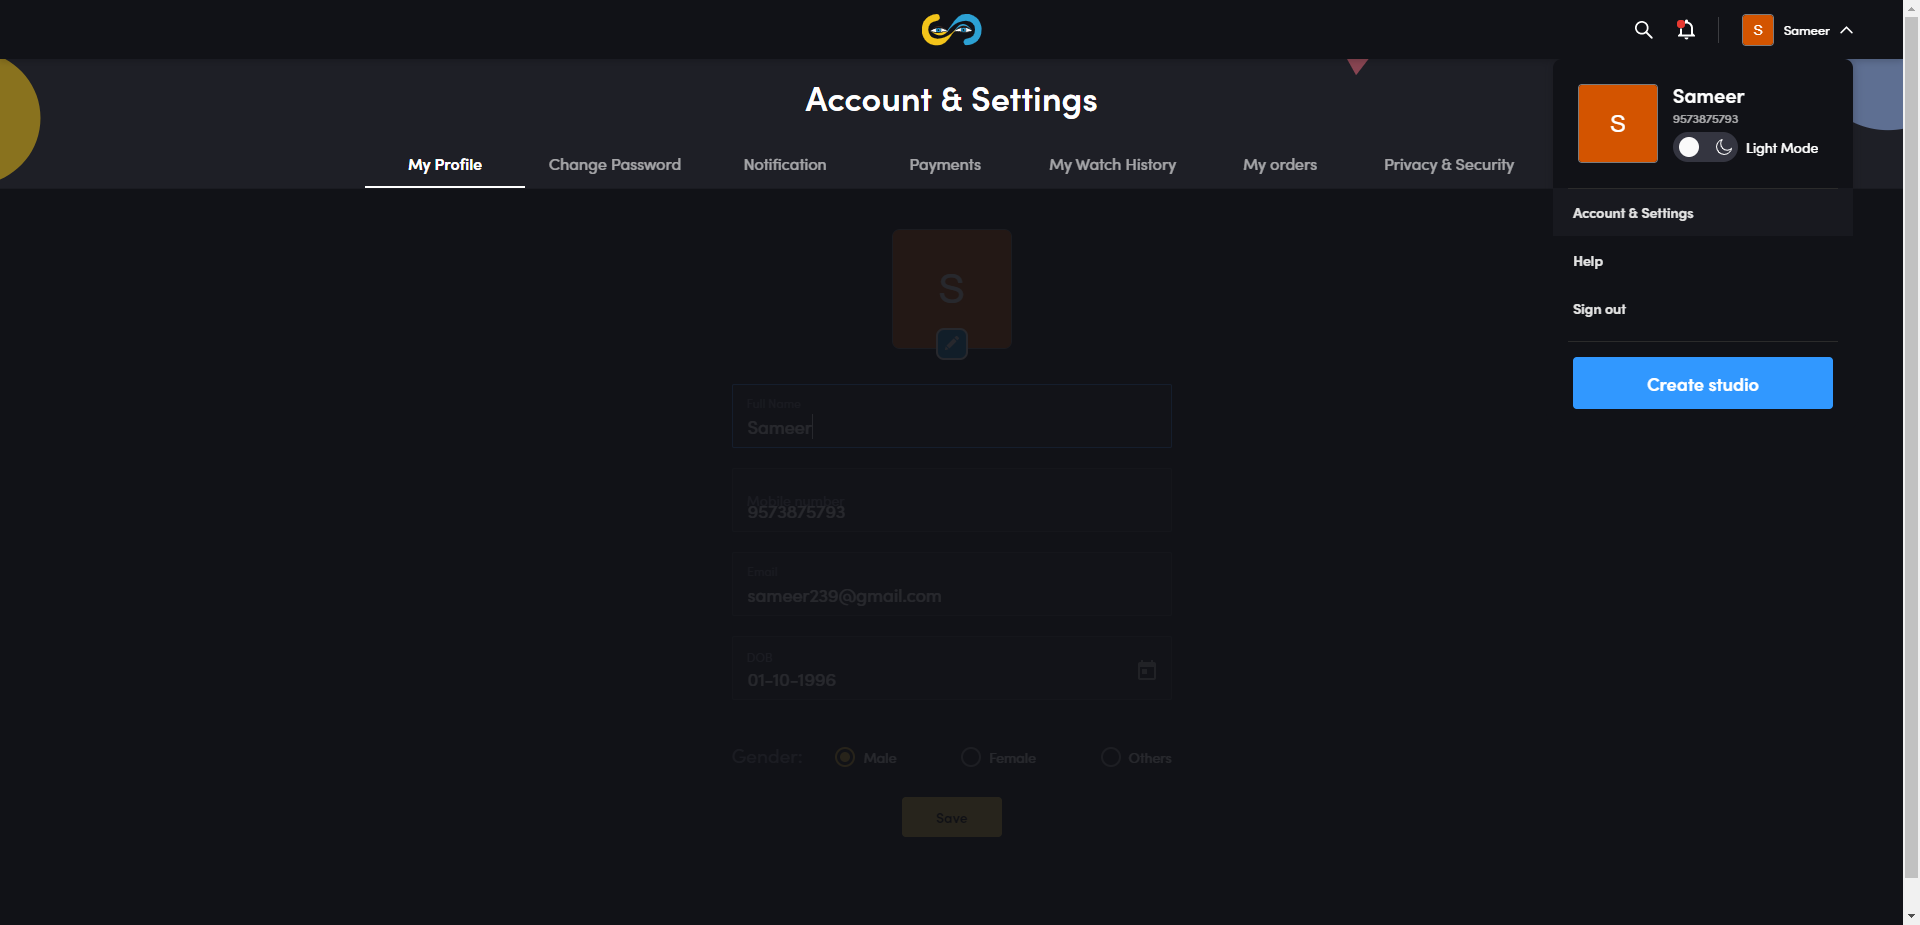 S Sameer
Account & Settings
My Profile Change Password Notification Payments My Watch History My orders Privacy & Security
S
Sameer
9573875793
Light Mode
Account & Settings
Help
Sign out
Create studio
S
Full Name
Sameer
Mobile number
9573875793
Email
sameer239@gmail.com
DOB
01-10-1996
Gender: Male Female Others
Save